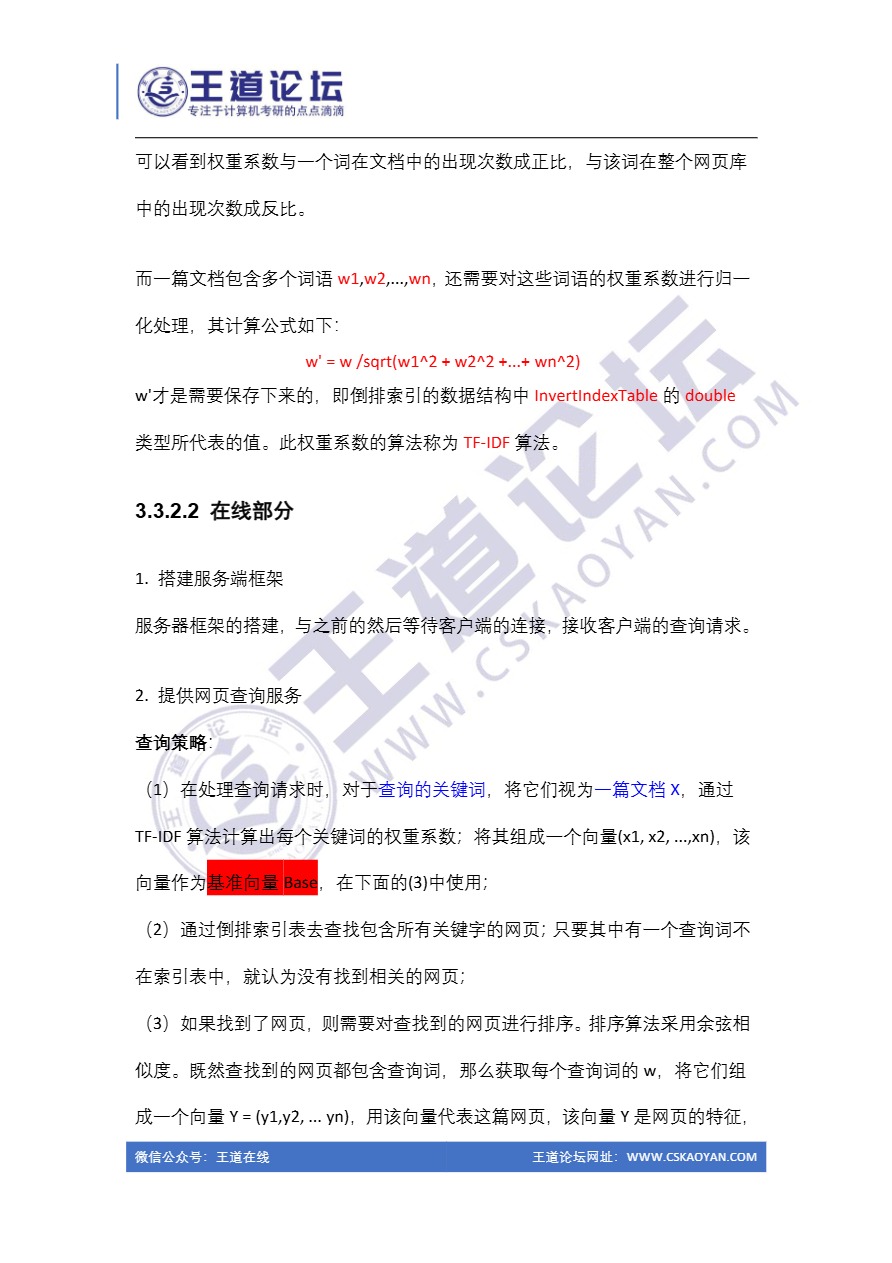 王道论坛
专注于计算机考研的点点滴滴
可以看到权重系数与一个词在文档中的出现次数成正比，与该词在整个网页库
中的出现次数成反比。
而一篇文档包含多个词语 w1,w2,...,wn，还需要对这些词语的权重系数进行归一
化处理，其计算公式如下：
w' = w /sqrt(w1^2 + w2^2 +...+ wn^2)
w'才是需要保存下来的，即倒排索引的数据结构中 InvertIndexTable 的 double
类型所代表的值。此权重系数的算法称为 TF-IDF 算法。
3.3.2.2 在线部分
1. 搭建服务端框架
服务器框架的搭建，与之前的然后等待客户端的连接，接收客户端的查询请求。
2. 提供网页查询服务
查询策略：
（1）在处理查询请求时，对于查询的关键词，将它们视为一篇文档 X，通过
TF-IDF 算法计算出每个关键词的权重系数；将其组成一个向量(x1, x2, ...,xn)，该
向量作为基准向量 Base，在下面的(3)中使用；
（2）通过倒排索引表去查找包含所有关键字的网页；只要其中有一个查询词不
在索引表中，就认为没有找到相关的网页；
（3）如果找到了网页，则需要对查找到的网页进行排序。排序算法采用余弦相
似度。既然查找到的网页都包含查询词，那么获取每个查询词的 w，将它们组
成一个向量 Y = (y1,y2, ... yn)，用该向量代表这篇网页，该向量 Y 是网页的特征，
王道论坛
WWW.CSKAOYAN.COM
微信公众号：王道在线 王道论坛网址：WWW.CSKAOYAN.COM